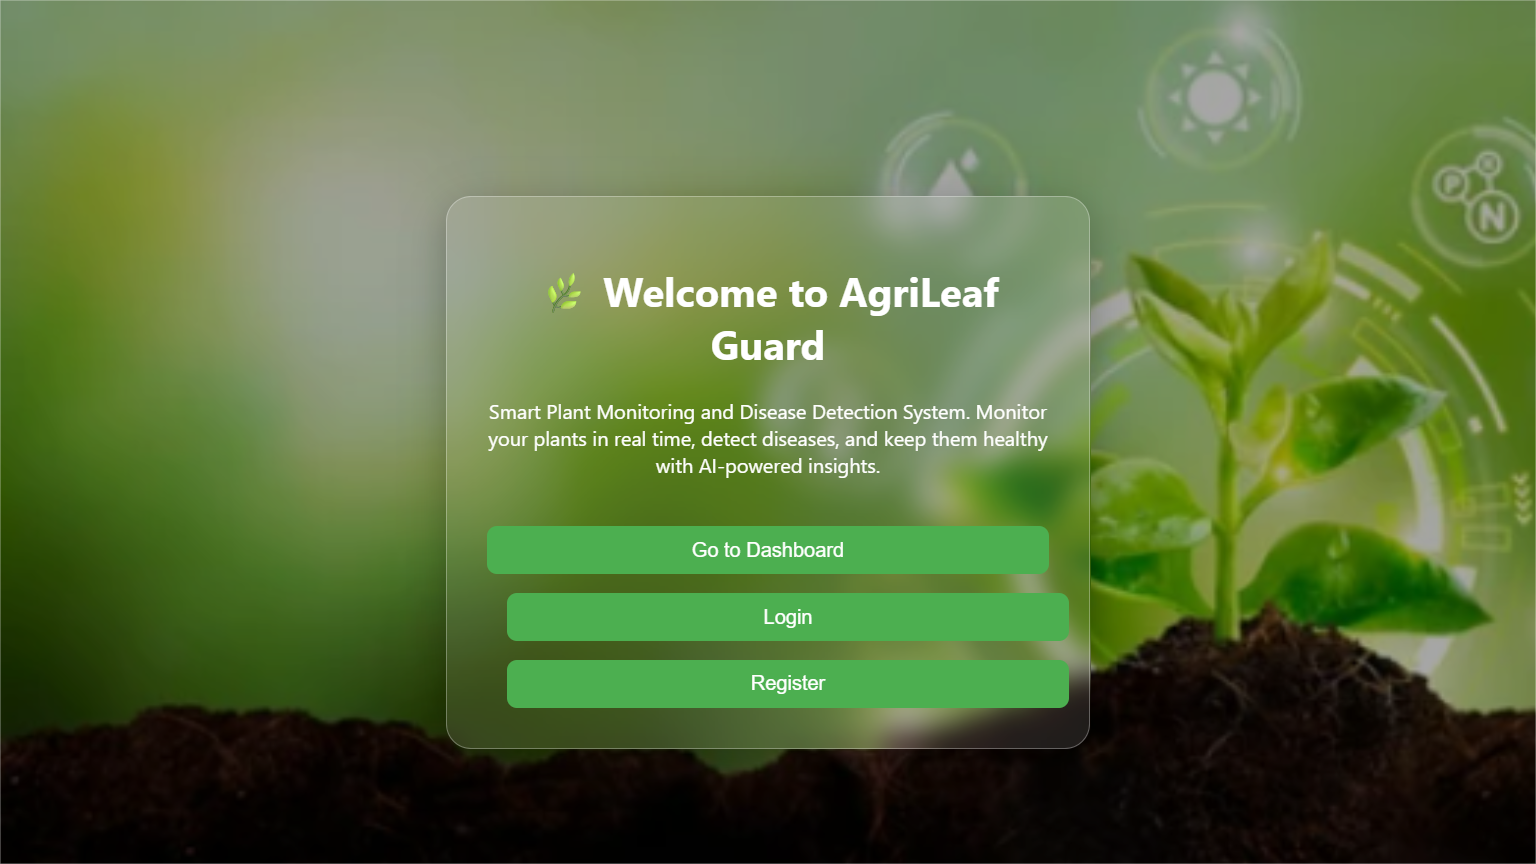 🌿 Welcome to AgriLeaf
Guard
Smart Plant Monitoring and Disease Detection System. Monitor
your plants in real time, detect diseases, and keep them healthy
with AI-powered insights.
Go to Dashboard
Login
Register
P
K
N